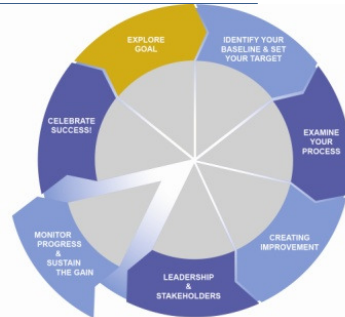 EXPLORE
GOAL
IDENTIFY YOUR
BASELINE & SET
YOUR TARGET
EXAMINE
YOUR
PROCESS
CREATING
IMPROVEMENT
LEADERSHIP
&
STAKEHOLDERS
MONITOR
PROGRESS
&
SUSTAIN
THE GAIN
CELEBRATE
SUCCESS!